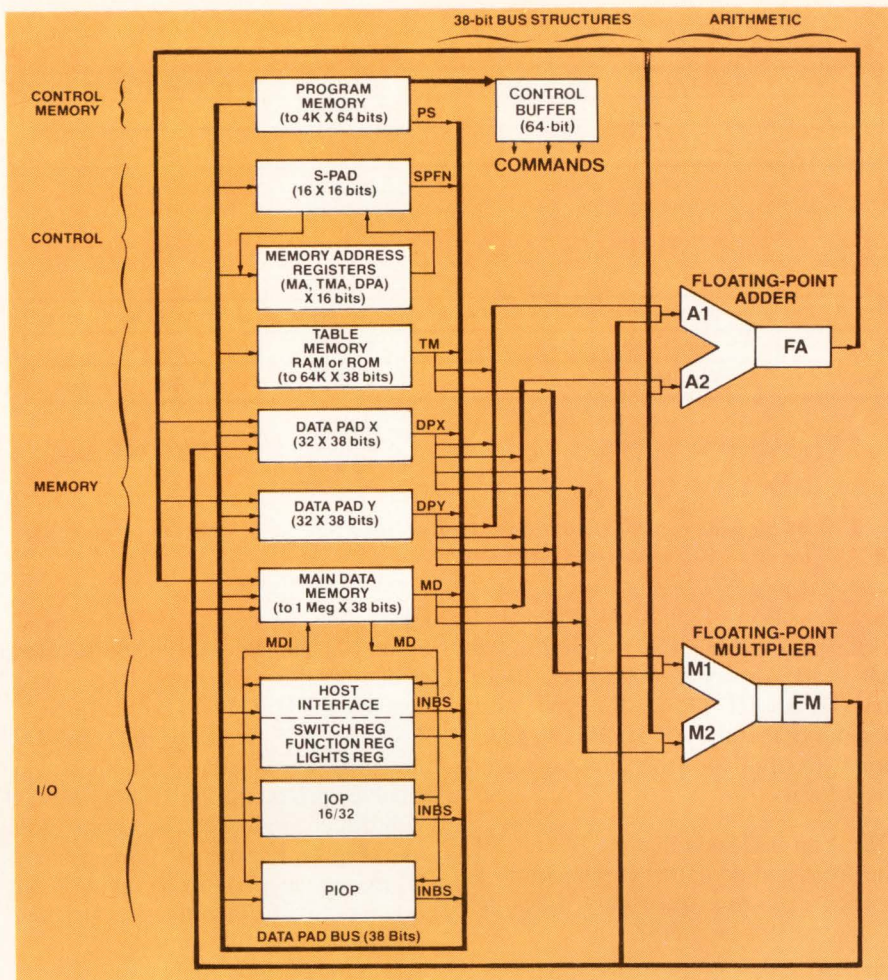 38-bit BUS STRUCTURES
ARITHMETIC
CONTROL
MEMORY
PROGRAM
MEMORY
(to 4K X 64 bits)
PS
CONTROL
BUFFER
(64-bit)
COMMANDS
CONTROL
S-PAD
(16 X 16 bits)
SPFN
MEMORY ADDRESS
REGISTERS
(MA, TMA, DPA)
X 16 bits)
MEMORY
TABLE
MEMORY
RAM or ROM
(to 64K X 38 bits)
TM
DATA PAD X
(32 X 38 bits)
DPX
DATA PAD Y
(32 X 38 bits)
DPY
MAIN DATA
MEMORY
(to 1 Meg X 38 bits)
MD
MDI
MD
I/O
HOST
INTERFACE
INBS
SWITCH REG
FUNCTION REG
LIGHTS REG
IOP
16/32
INBS
PIOP
INBS
DATA PAD BUS (38 Bits)
FLOATING-POINT
ADDER
A1
A2
FA
FLOATING-POINT
MULTIPLIER
M1
M2
FM